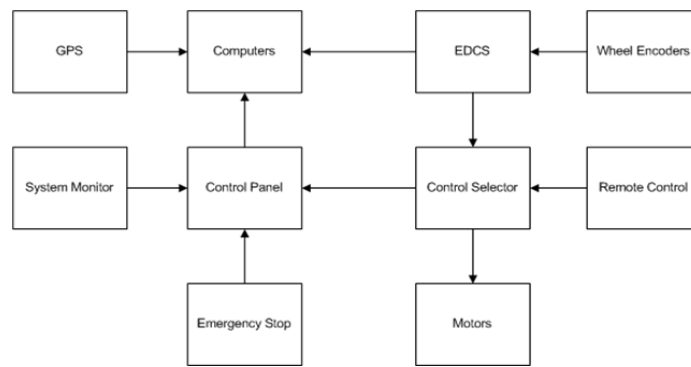 GPS
Computers
EDCS
Wheel Encoders
System Monitor
Control Panel
Control Selector
Remote Control
Emergency Stop
Motors